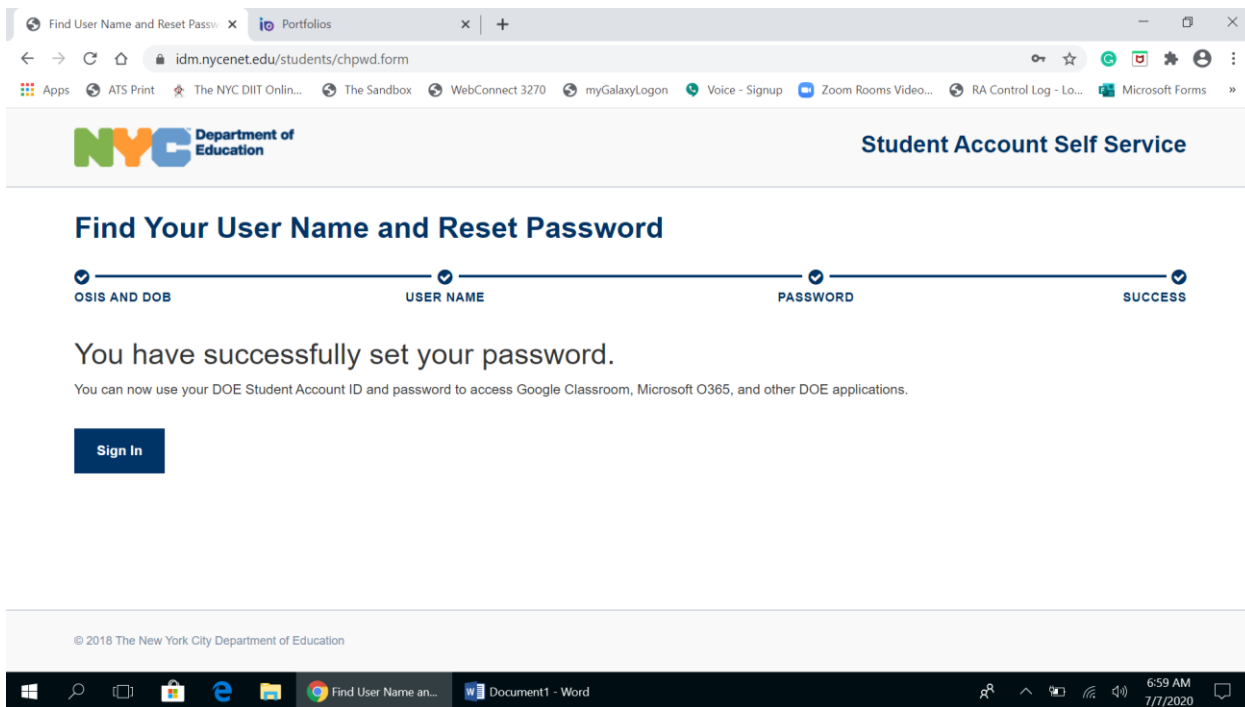 Find User Name and Reset Passw
Portfolios
idm.nycenet.edu/students/chpwd.form
Apps ATS Print The NYC DIIT Onlin... The Sandbox WebConnect 3270 myGalaxyLogon Voice - Signup Zoom Rooms Video... RA Control Log - Lo... Microsoft Forms »
NYC Department of
Education
Student Account Self Service
Find Your User Name and Reset Password
OSIS AND DOB USER NAME PASSWORD SUCCESS
You have successfully set your password.
You can now use your DOE Student Account ID and password to access Google Classroom, Microsoft O365, and other DOE applications.
Sign In
© 2018 The New York City Department of Education
Find User Name an... Document1 - Word
6:59 AM
7/7/2020